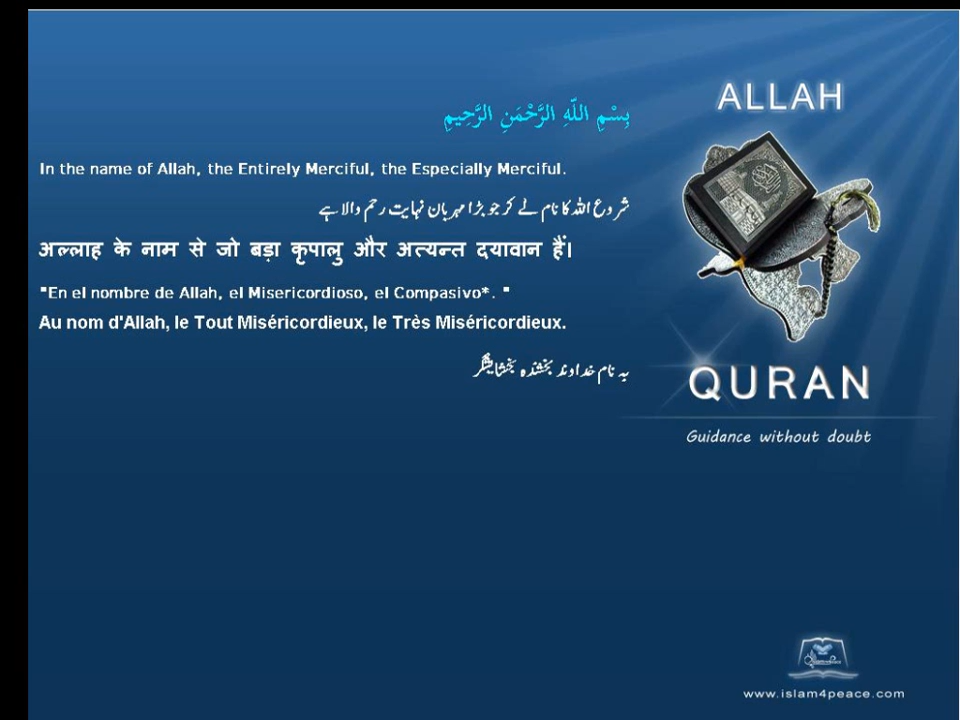 بِسْمِ اللّهِ الرَّحْمَنِ الرَّحِيمِ
In the name of Allah, the Entirely Merciful, the Especially Merciful.
شروع الله کا نام لے کر جو بڑا مہربان نہایت رحم والا ہے
अल्लाह के नाम से जो बड़ा कृपालु और अत्यन्त दयावान हैं।
"En el nombre de Allah, el Misericordioso, el Compasivo*. "
Au nom d'Allah, le Tout Miséricordieux, le Très Miséricordieux.
به نام خداوند بخشنده بخشایشگر
ALLAH
QURAN
Guidance without doubt
www.islam4peace.com